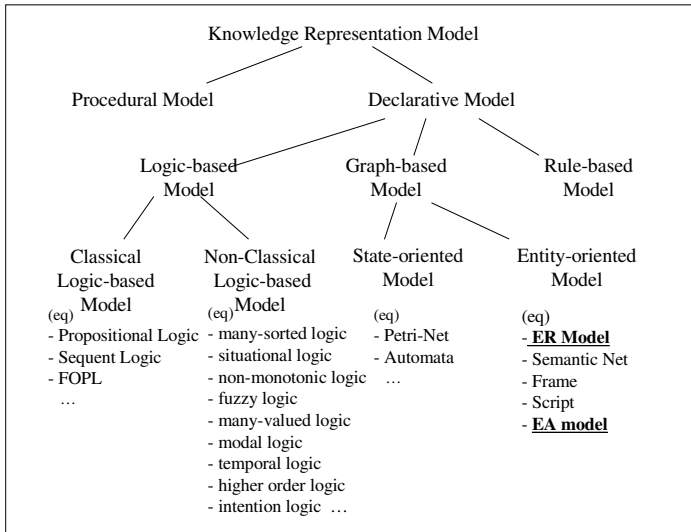 Knowledge Representation Model
Procedural Model
Declarative Model
Logic-based
Model
Graph-based
Model
Rule-based
Model
Classical
Logic-based
Model
(eq)
- Propositional Logic
- Sequent Logic
- FOPL
…
Non-Classical
Logic-based Model
(eq)
- many-sorted logic
- situational logic
- non-monotonic logic
- fuzzy logic
- many-valued logic
- modal logic
- temporal logic
- higher order logic
- intention logic …
State-oriented
Model
(eq)
- Petri-Net
- Automata
…
Entity-oriented
Model
(eq)
- ER Model
- Semantic Net
- Frame
- Script
- EA model